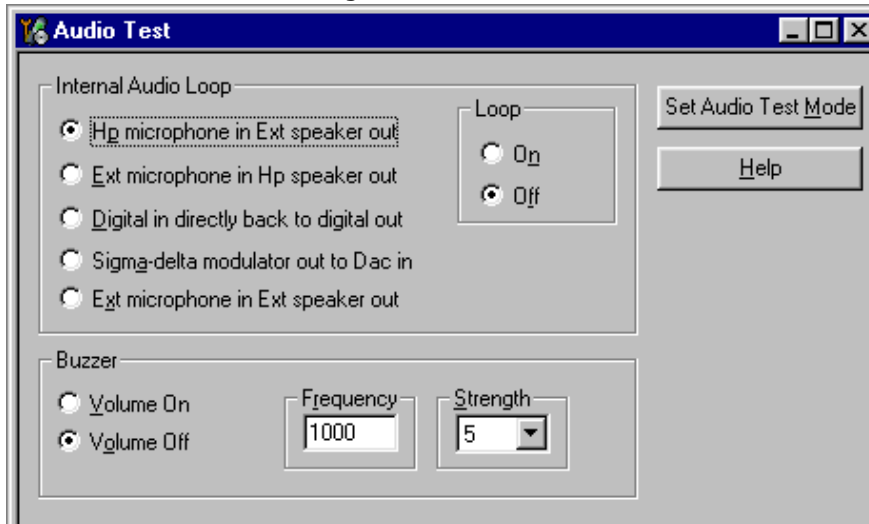 Audio Test
Internal Audio Loop
Hp microphone in Ext speaker out
Ext microphone in Hp speaker out
Digital in directly back to digital out
Sigma-delta modulator out to Dac in
Ext microphone in Ext speaker out
Loop
On
Off
Set Audio Test Mode
Help
Buzzer
Volume On
Volume Off
Frequency
1000
Strength
5